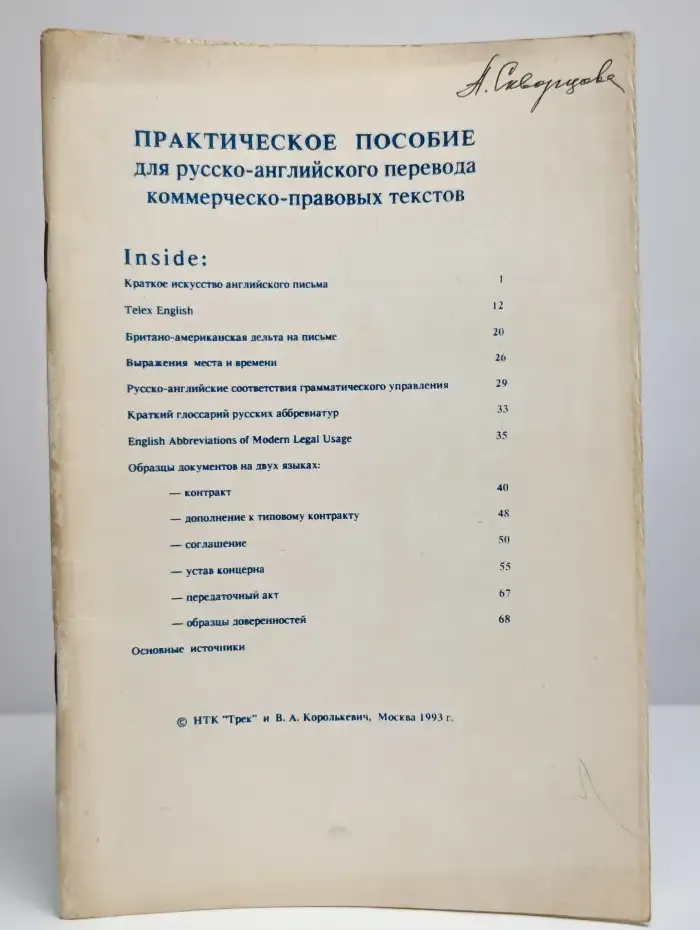 А. Скворцова
ПРАКТИЧЕСКОЕ ПОСОБИЕ
для русско-английского перевода
коммерческо-правовых текстов
Inside:
Краткое искусство английского письма 1
Telex English 12
Британо-американская дельта на письме 20
Выражения места и времени 26
Русско-английские соответствия грамматического управления 29
Краткий глоссарий русских аббревиатур 33
English Abbreviations of Modern Legal Usage 35
Образцы документов на двух языках:
— контракт 40
— дополнение к типовому контракту 48
— соглашение 50
— устав концерна 55
— передаточный акт 67
— образцы доверенностей 68
Основные источники
© НТК "Трек" и В. А. Королькевич, Москва 1993 г.